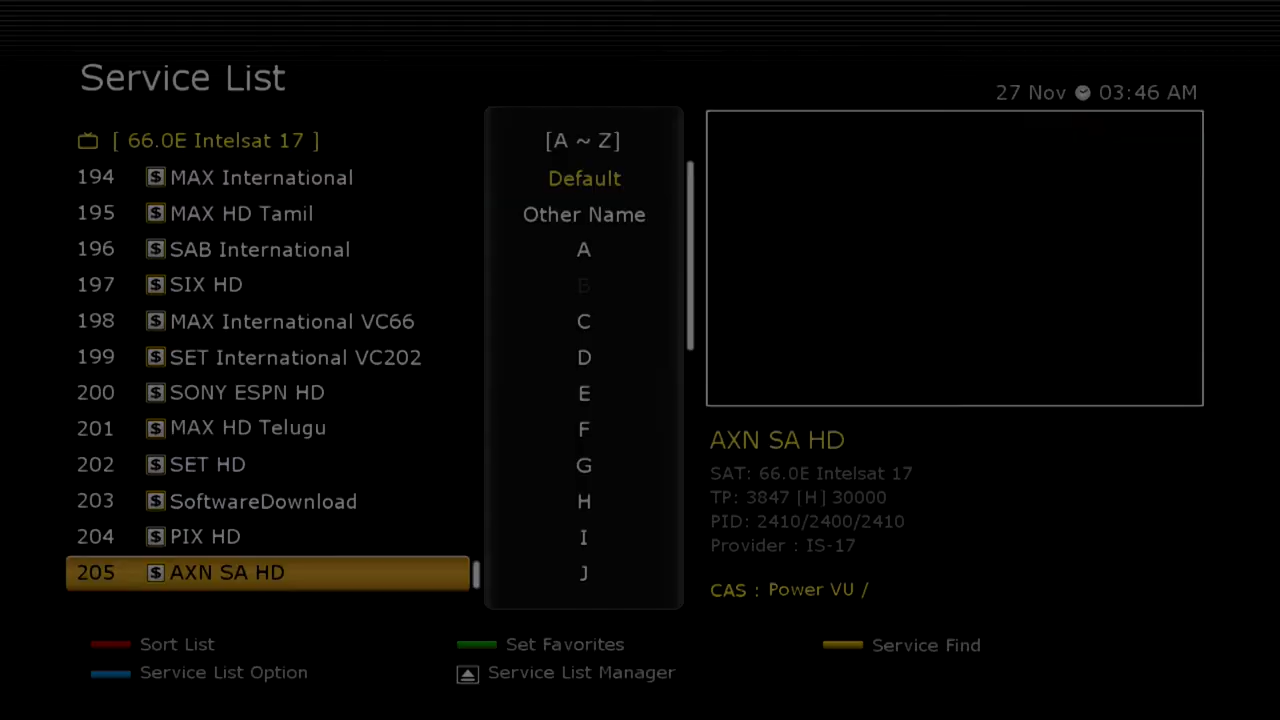 Service List
27 Nov 03:46 AM
[ 66.0E Intelsat 17 ]
194 $ MAX International
195 $ MAX HD Tamil
196 $ SAB International
197 $ SIX HD
198 $ MAX International VC66
199 $ SET International VC202
200 $ SONY ESPN HD
201 $ MAX HD Telugu
202 $ SET HD
203 $ SoftwareDownload
204 $ PIX HD
205 $ AXN SA HD
[A ~ Z]
Default
Other Name
A
B
C
D
E
F
G
H
I
J
AXN SA HD
SAT: 66.0E Intelsat 17
TP: 3847 [H] 30000
PID: 2410/2400/2410
Provider : IS-17
CAS : Power VU /
Sort List
Set Favorites
Service Find
Service List Option
Service List Manager